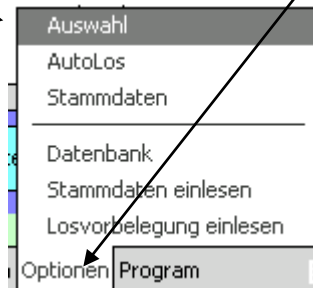 Auswahl
AutoLos
Stammdaten
Datenbank
Stammdaten einlesen
Losvorbelegung einlesen
Optionen Program